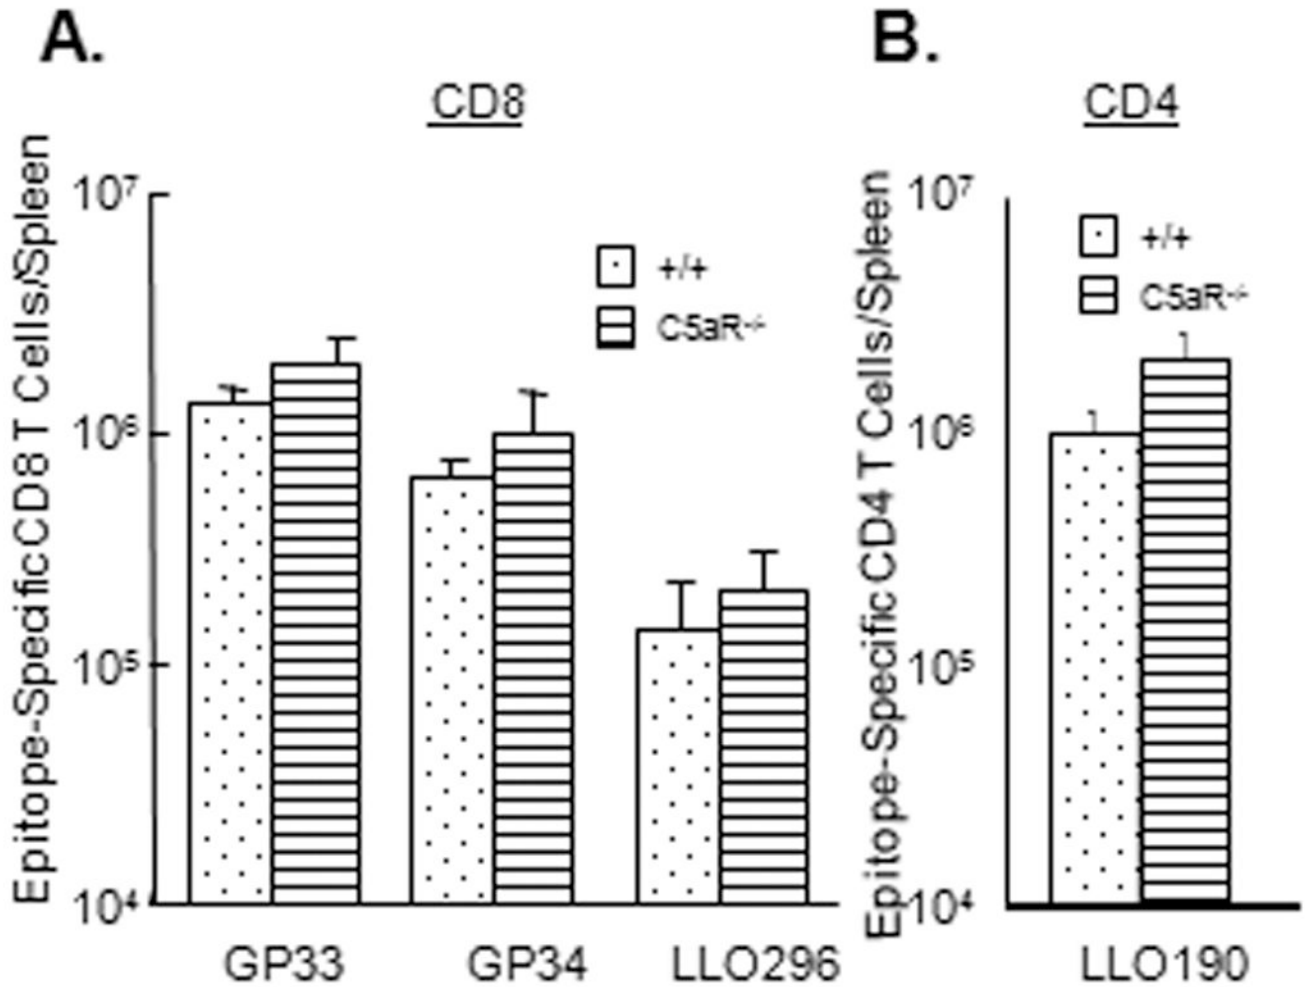 A.
CD8
Epitope-Specific CD8 T Cells/Spleen
10⁷
10⁶
10⁵
10⁴
+/+
C5aR-/-
GP33
GP34
LLO296
B.
CD4
Epitope-Specific CD4 T Cells/Spleen
10⁷
10⁶
10⁵
10⁴
+/+
C5aR-/-
LLO190